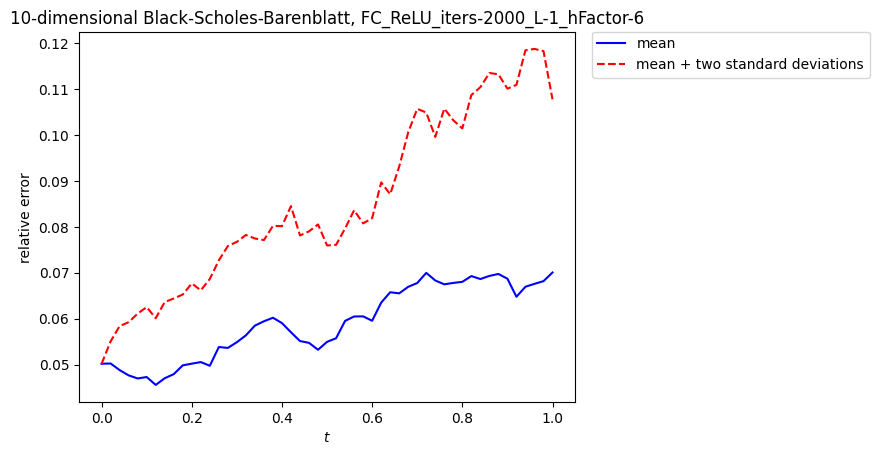 10-dimensional Black-Scholes-Barenblatt, FC_ReLU_iters-2000_L-1_hFactor-6
mean
mean + two standard deviations
0.12
0.11
0.10
0.09
0.08
0.07
0.06
0.05
relative error
0.0 0.2 0.4 0.6 0.8 1.0
t